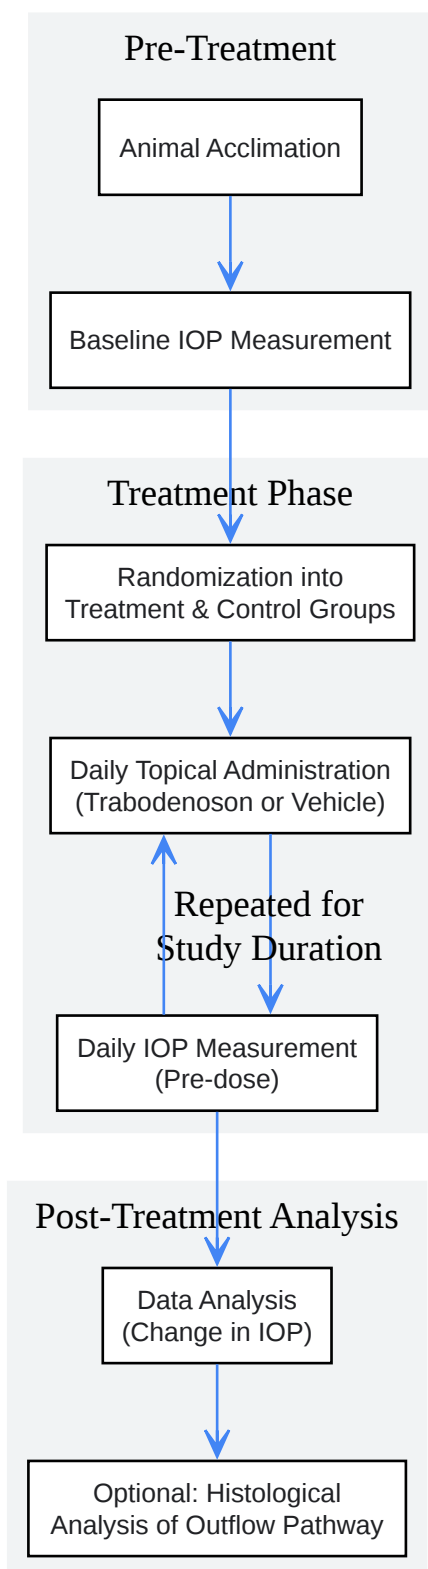 Pre-Treatment
Animal Acclimation
Baseline IOP Measurement
Treatment Phase
Randomization into
Treatment & Control Groups
Daily Topical Administration
(Trabodenoson or Vehicle)
Repeated for
Study Duration
Daily IOP Measurement
(Pre-dose)
Post-Treatment Analysis
Data Analysis
(Change in IOP)
Optional: Histological
Analysis of Outflow Pathway